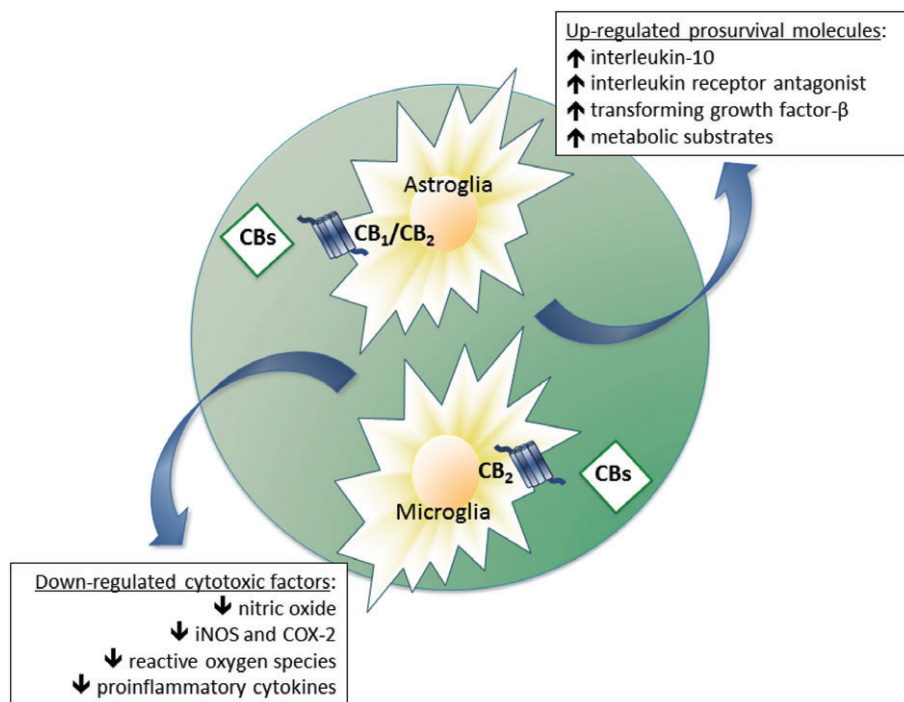 Up-regulated prosurvival molecules:
↑ interleukin-10
↑ interleukin receptor antagonist
↑ transforming growth factor-β
↑ metabolic substrates
Astroglia
CBs
CB₁/CB₂
CB₂
CBs
Microglia
Down-regulated cytotoxic factors:
↓ nitric oxide
↓ iNOS and COX-2
↓ reactive oxygen species
↓ proinflammatory cytokines